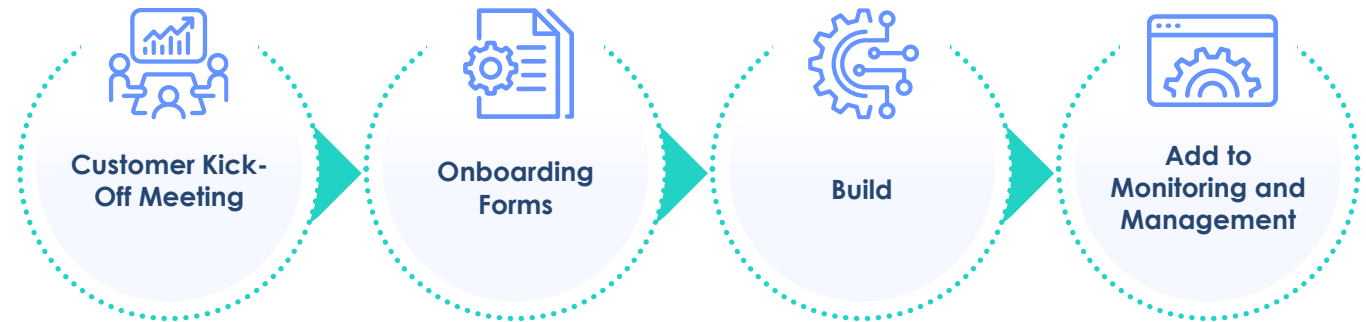 Customer Kick-
Off Meeting
Onboarding
Forms
Build
Add to
Monitoring and
Management